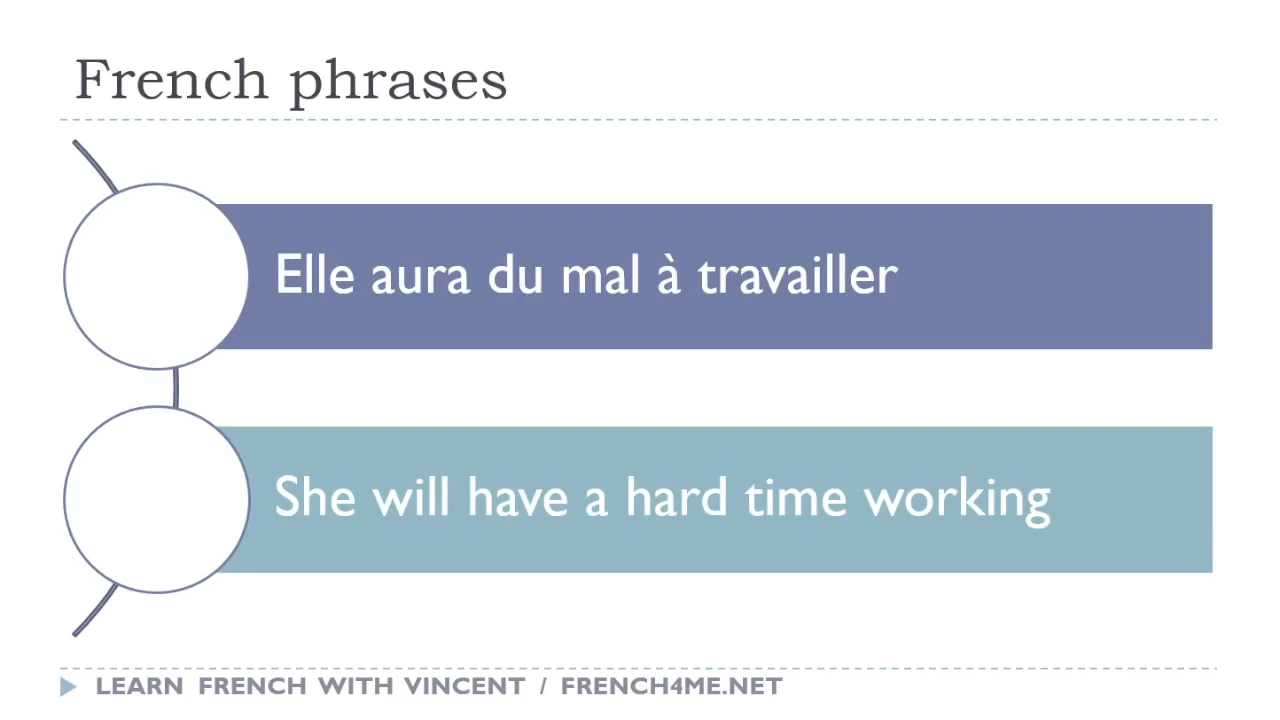 French phrases
Elle aura du mal à travailler
She will have a hard time working
LEARN FRENCH WITH VINCENT / FRENCH4ME.NET